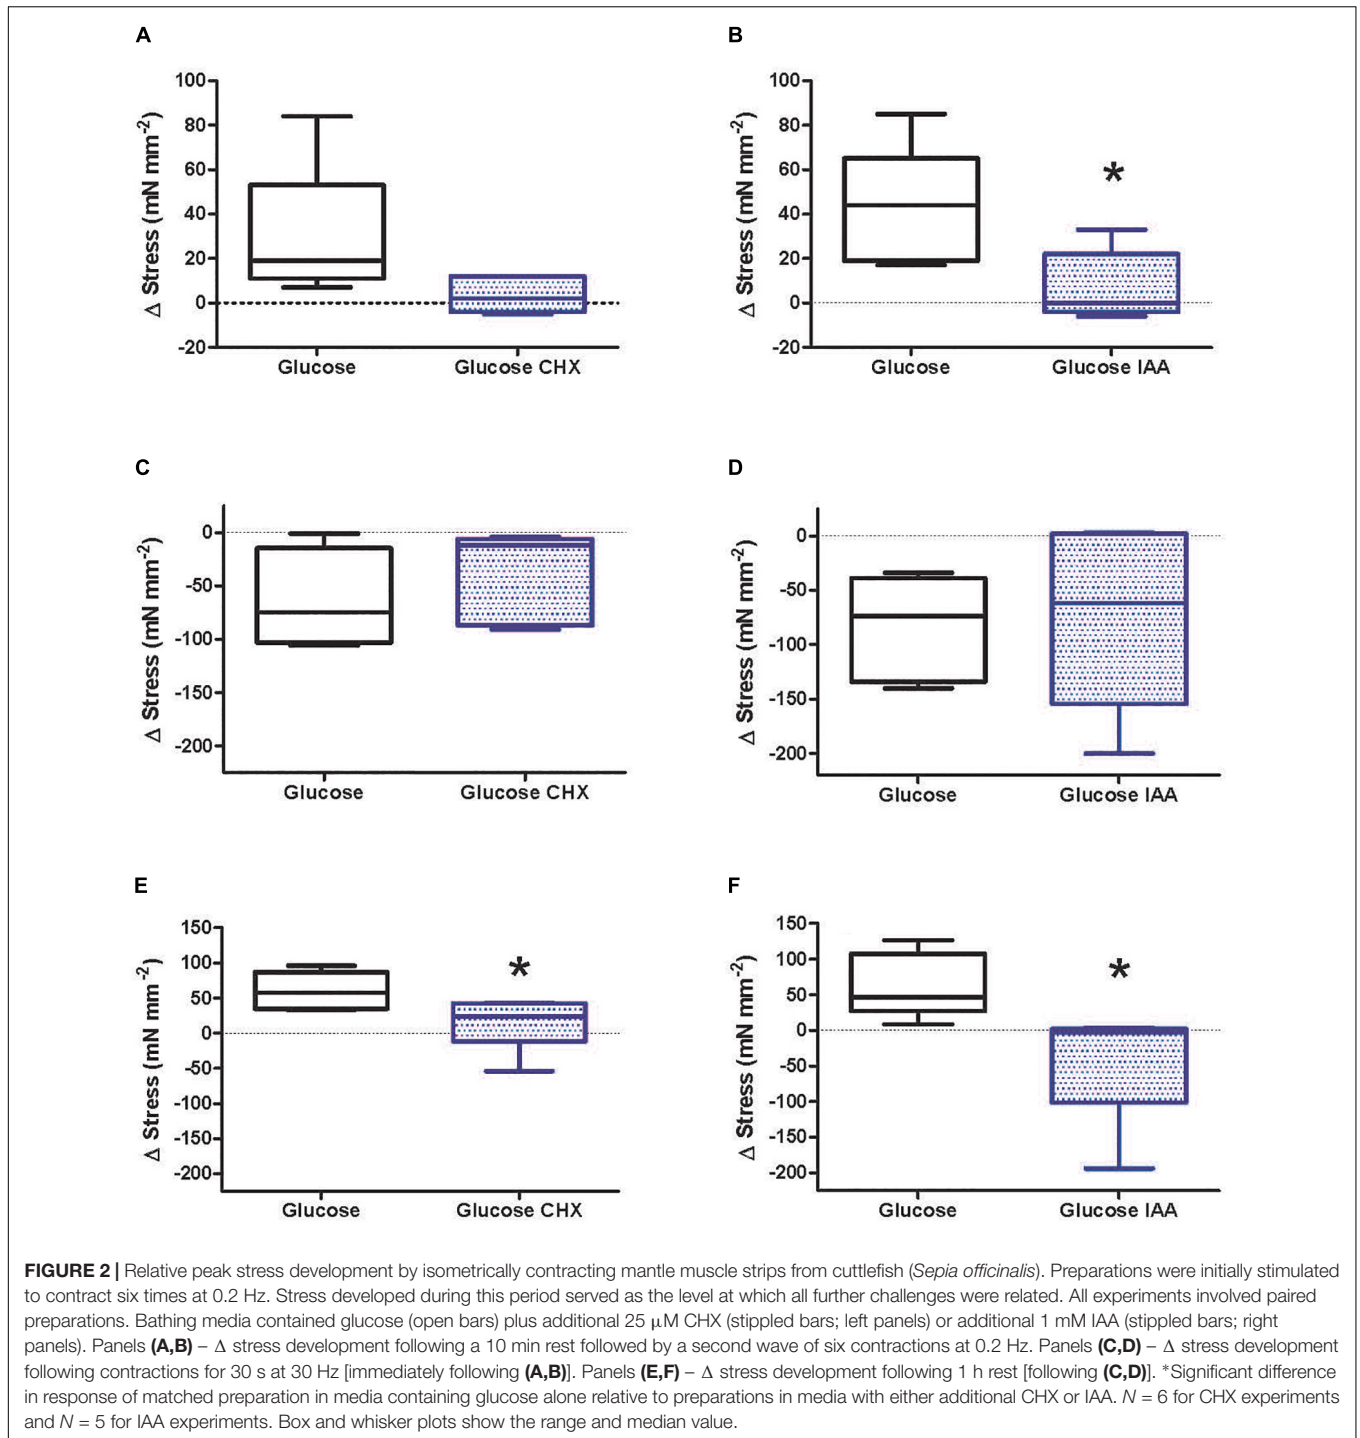 A
B
Δ Stress (mN mm⁻²)
100
80
60
40
20
0
-20
Glucose
Glucose CHX
Δ Stress (mN mm⁻²)
100
80
60
40
20
0
-20
*
Glucose
Glucose IAA
C
D
Δ Stress (mN mm⁻²)
0
-50
-100
-150
-200
Glucose
Glucose CHX
Δ Stress (mN mm⁻²)
0
-50
-100
-150
-200
Glucose
Glucose IAA
E
F
Δ Stress (mN mm⁻²)
150
100
50
0
-50
-100
-150
-200
*
Glucose
Glucose CHX
Δ Stress (mN mm⁻²)
150
100
50
0
-50
-100
-150
-200
*
Glucose
Glucose IAA
FIGURE 2 | Relative peak stress development by isometrically contracting mantle muscle strips from cuttlefish (Sepia officinalis). Preparations were initially stimulated
to contract six times at 0.2 Hz. Stress developed during this period served as the level at which all further challenges were related. All experiments involved paired
preparations. Bathing media contained glucose (open bars) plus additional 25 μM CHX (stippled bars; left panels) or additional 1 mM IAA (stippled bars; right
panels). Panels (A,B) – Δ stress development following a 10 min rest followed by a second wave of six contractions at 0.2 Hz. Panels (C,D) – Δ stress development
following contractions for 30 s at 30 Hz [immediately following (A,B)]. Panels (E,F) – Δ stress development following 1 h rest [following (C,D)]. *Significant difference
in response of matched preparation in media containing glucose alone relative to preparations in media with either additional CHX or IAA. N = 6 for CHX experiments
and N = 5 for IAA experiments. Box and whisker plots show the range and median value.